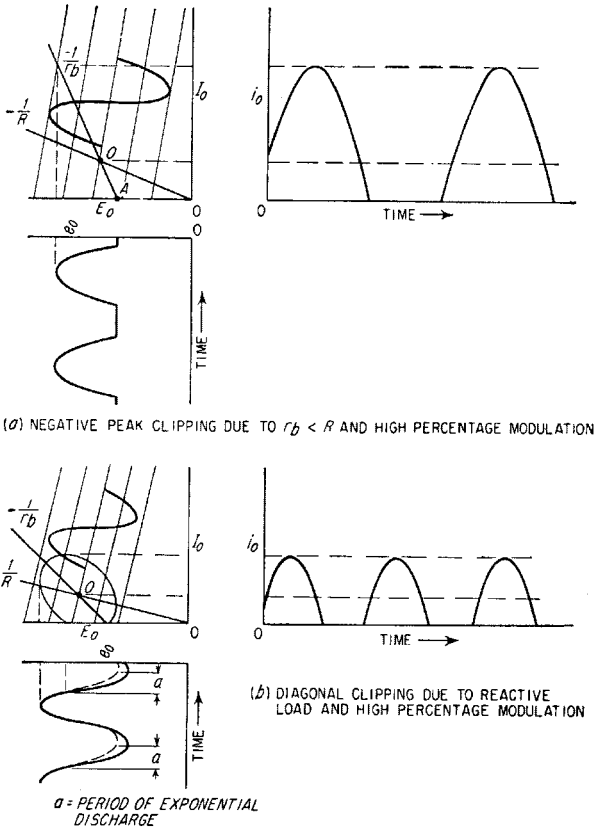 -1/rb
I0
-1/R
O
A
E0
0
0
e0
TIME
i0
0
TIME
(a) NEGATIVE PEAK CLIPPING DUE TO rb < R AND HIGH PERCENTAGE MODULATION
-1/rb
I0
1/R
O
E0
0
e0
a
a
TIME
i0
0
TIME
(b) DIAGONAL CLIPPING DUE TO REACTIVE
LOAD AND HIGH PERCENTAGE MODULATION
a = PERIOD OF EXPONENTIAL
DISCHARGE